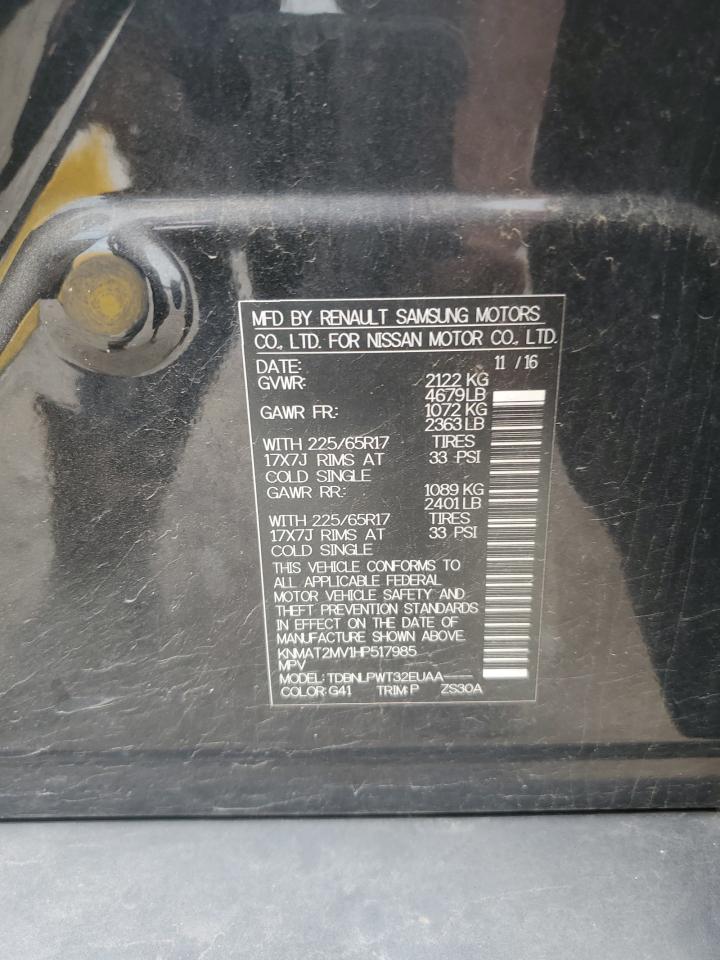 MFD BY RENAULT SAMSUNG MOTORS
CO., LTD. FOR NISSAN MOTOR CO., LTD.
DATE: 11 / 16
GVWR: 2122 KG
4679LB
GAWR FR: 1072 KG
2363LB
WITH 225/65R17 TIRES
17X7J RIMS AT 33 PSI
COLD SINGLE
GAWR RR: 1089 KG
2401LB
WITH 225/65R17 TIRES
17X7J RIMS AT 33 PSI
COLD SINGLE
THIS VEHICLE CONFORMS TO
ALL APPLICABLE FEDERAL
MOTOR VEHICLE SAFETY AND
THEFT PREVENTION STANDARDS
IN EFFECT ON THE DATE OF
MANUFACTURE SHOWN ABOVE.
KNMAT2MV1HP517985
MPV
MODEL: TDBNLPWT32EUAA----
COLOR:G41 TRIM:P ZS30A